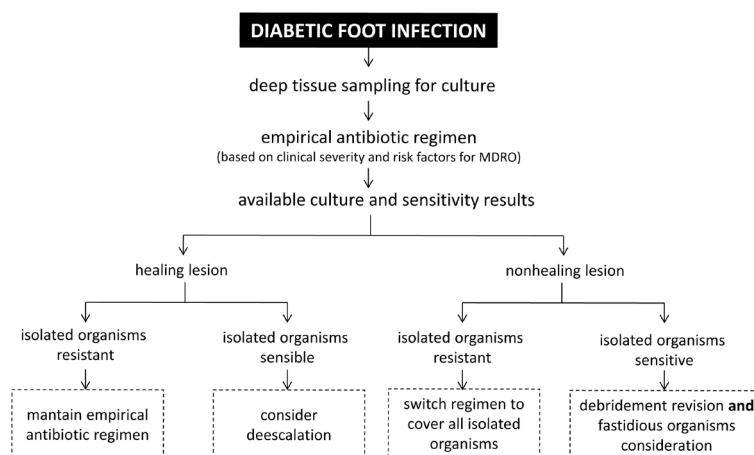 DIABETIC FOOT INFECTION
deep tissue sampling for culture
empirical antibiotic regimen
(based on clinical severity and risk factors for MDRO)
available culture and sensitivity results
healing lesion
nonhealing lesion
isolated organisms
resistant
isolated organisms
sensible
isolated organisms
resistant
isolated organisms
sensitive
mantain empirical
antibiotic regimen
consider
deescalation
switch regimen to
cover all isolated
organisms
debridement revision and
fastidious organisms
consideration